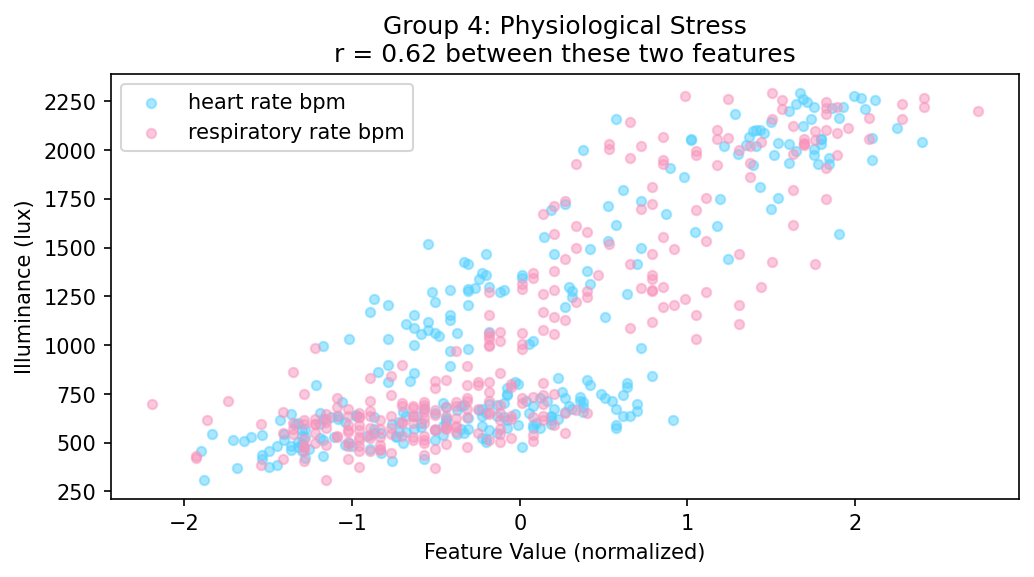 Group 4: Physiological Stress
r = 0.62 between these two features
heart rate bpm
respiratory rate bpm
Illuminance (lux)
2250
2000
1750
1500
1250
1000
750
500
250
−2
−1
0
1
2
Feature Value (normalized)